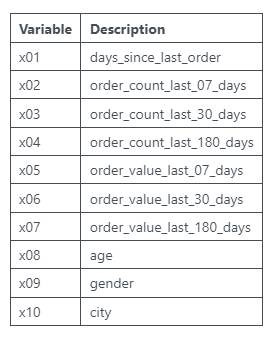 Variable Description
x01 days_since_last_order
x02 order_count_last_07_days
x03 order_count_last_30_days
x04 order_count_last_180_days
x05 order_value_last_07_days
x06 order_value_last_30_days
x07 order_value_last_180_days
x08 age
x09 gender
x10 city